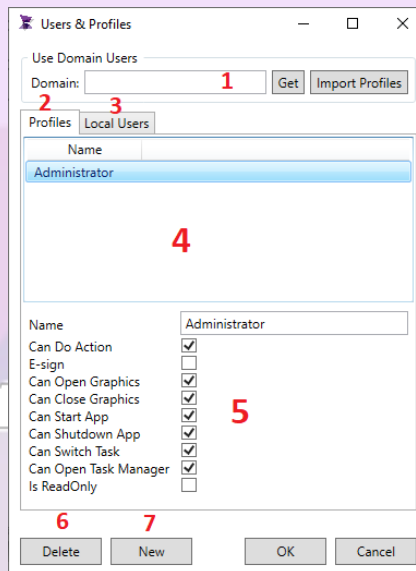 Users & Profiles
Use Domain Users
Domain: 1 Get Import Profiles
2 3
Profiles Local Users
Name
Administrator
4
Name Administrator
Can Do Action
E-sign
Can Open Graphics
Can Close Graphics
Can Start App
5
Can Shutdown App
Can Switch Task
Can Open Task Manager
Is ReadOnly
6 7
Delete New OK Cancel